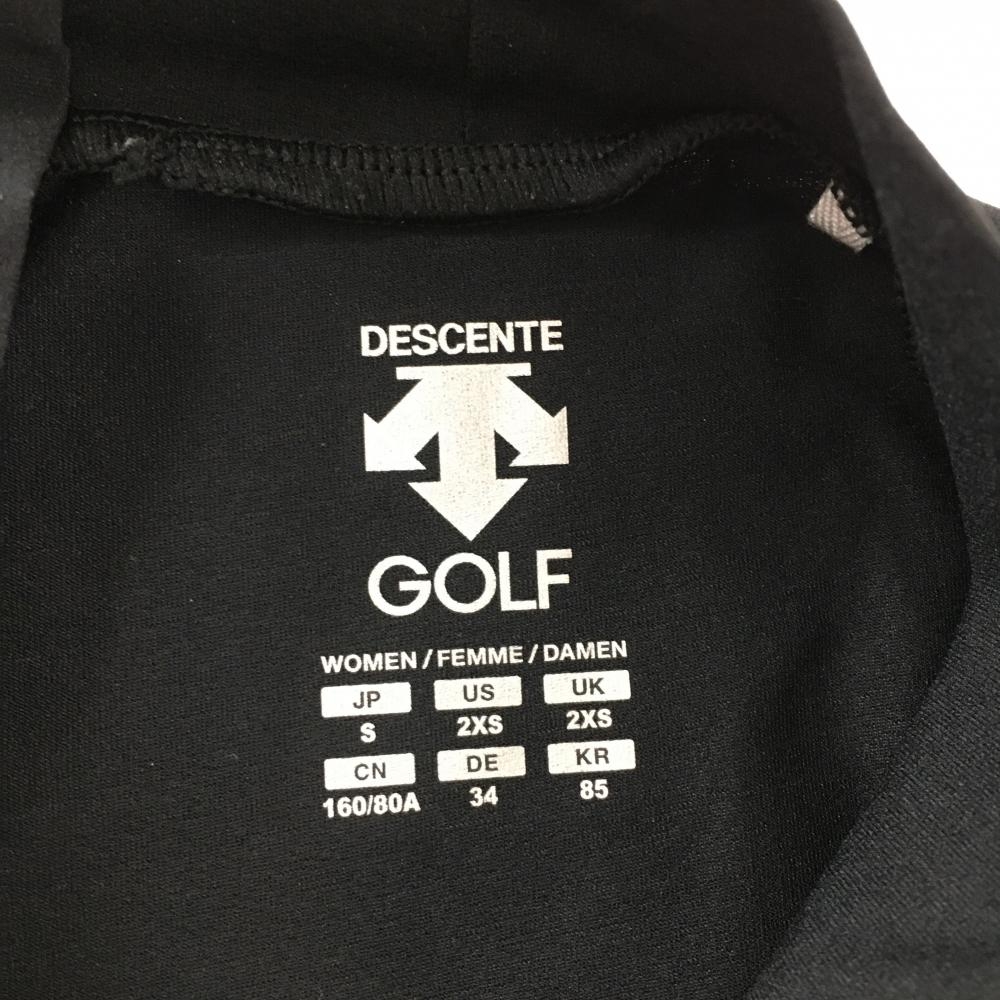 DESCENTE
GOLF
WOMEN / FEMME / DAMEN
JP US UK
S 2XS 2XS
CN DE KR
160/80A 34 85